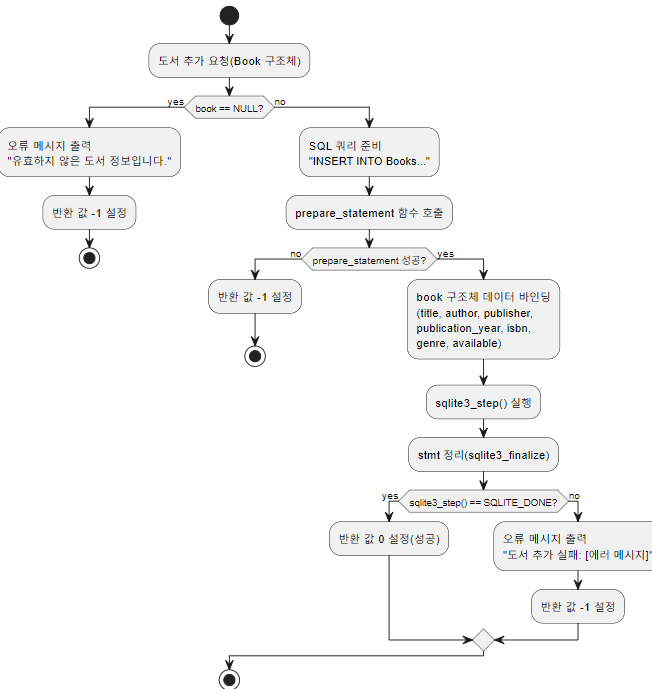 도서 추가 요청(Book 구조체)
yes
book == NULL?
no
오류 메시지 출력
"유효하지 않은 도서 정보입니다."
반환 값 -1 설정
SQL 쿼리 준비
"INSERT INTO Books..."
prepare_statement 함수 호출
no
prepare_statement 성공?
yes
반환 값 -1 설정
book 구조체 데이터 바인딩
(title, author, publisher,
publication_year, isbn,
genre, available)
sqlite3_step() 실행
stmt 정리(sqlite3_finalize)
yes
sqlite3_step() == SQLITE_DONE?
no
반환 값 0 설정(성공)
오류 메시지 출력
"도서 추가 실패: [에러 메시지]"
반환 값 -1 설정